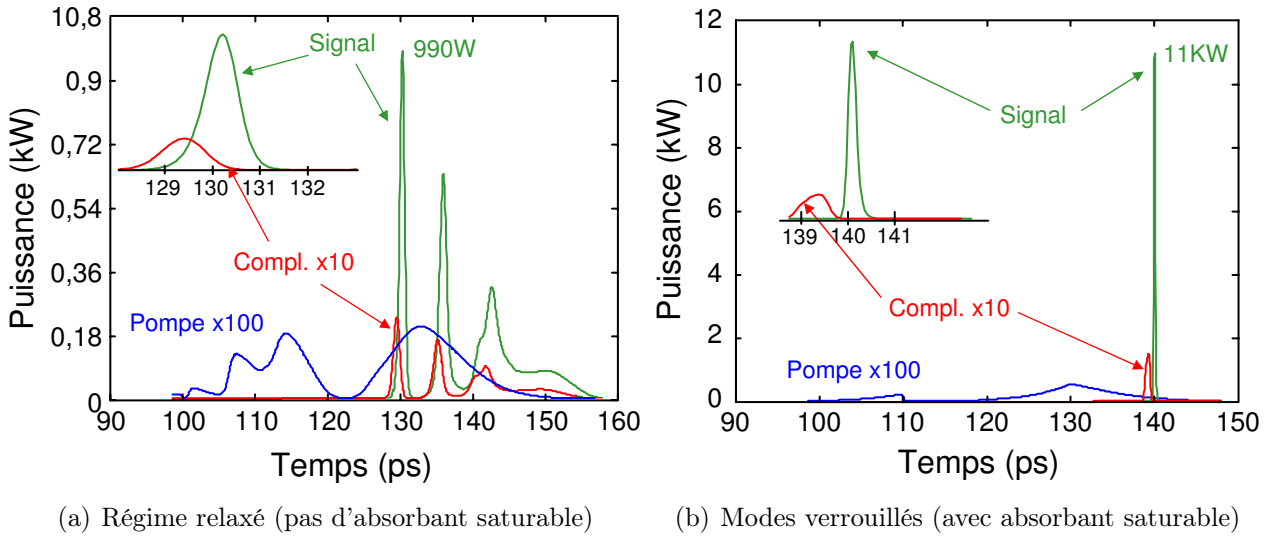 10,8
0,9
0,72
0,54
0,36
0,18
0
Puissance (kW)
Signal
990W
129 130 131 132
Compl. x10
Pompe x100
90 100 110 120 130 140 150 160
Temps (ps)
(a) Régime relaxé (pas d'absorbant saturable)
12
10
8
6
4
2
0
Puissance (kW)
11KW
Signal
139 140 141
Compl. x10
Pompe x100
90 100 110 120 130 140 150
Temps (ps)
(b) Modes verrouillés (avec absorbant saturable)